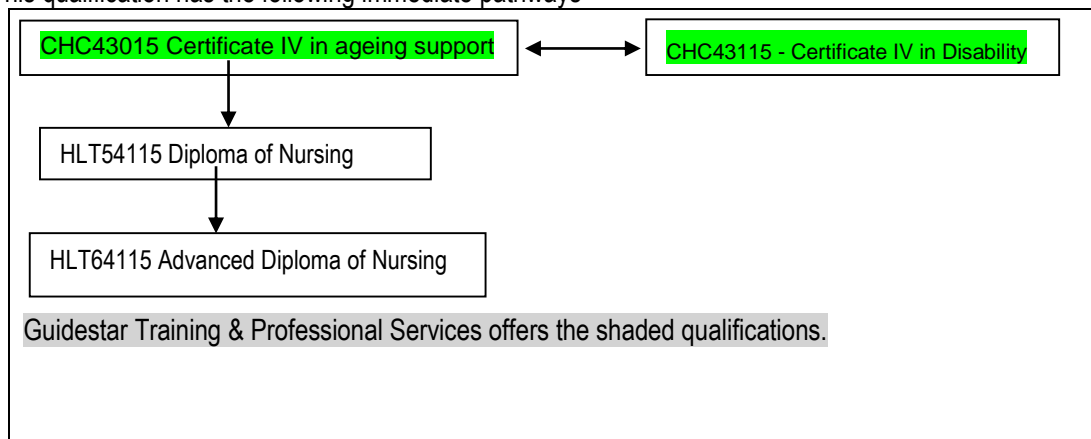 This qualification has the following immediate pathways
CHC43015 Certificate IV in ageing support
CHC43115 - Certificate IV in Disability
HLT54115 Diploma of Nursing
HLT64115 Advanced Diploma of Nursing
Guidestar Training & Professional Services offers the shaded qualifications.